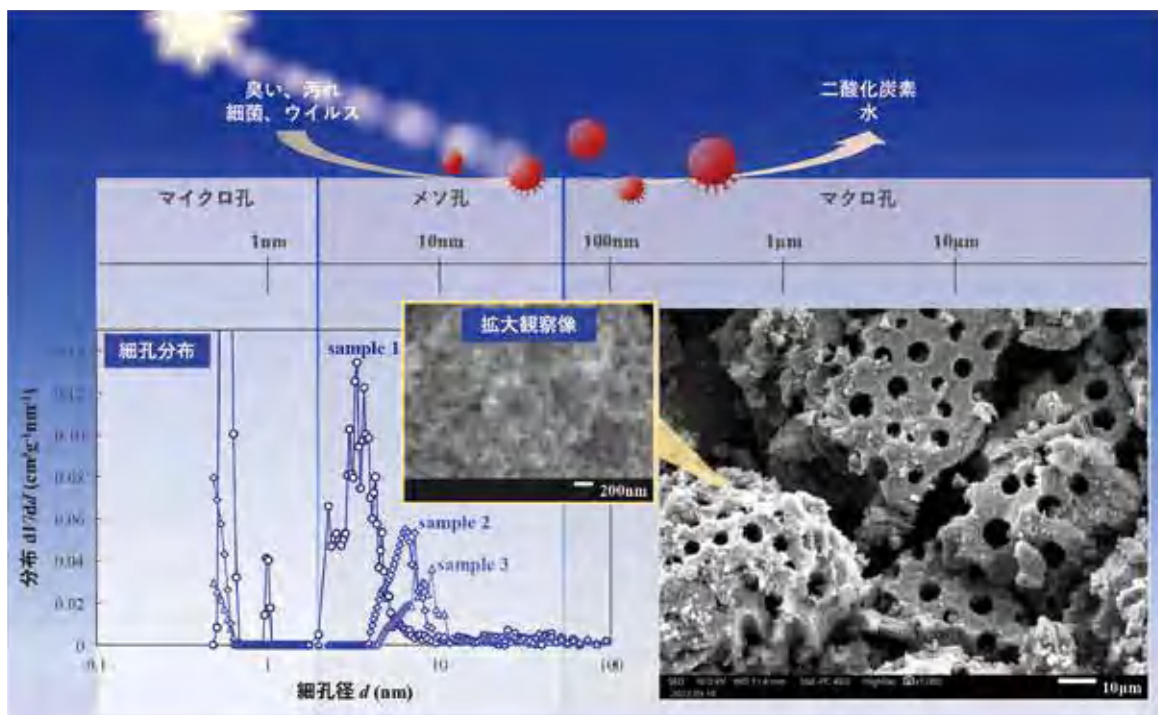 臭い、汚れ
細菌、ウイルス
二酸化炭素
水
マイクロ孔 メソ孔 マクロ孔
1nm 10nm 100nm 1μm 10μm
細孔分布
sample 1
拡大観察像
200nm
sample 2
sample 3
分布 dV/dd (cm³g⁻¹nm⁻¹)
0.12
0.10
0.08
0.06
0.04
0.02
0
0.1 1 10 100
細孔径 d (nm)
10μm